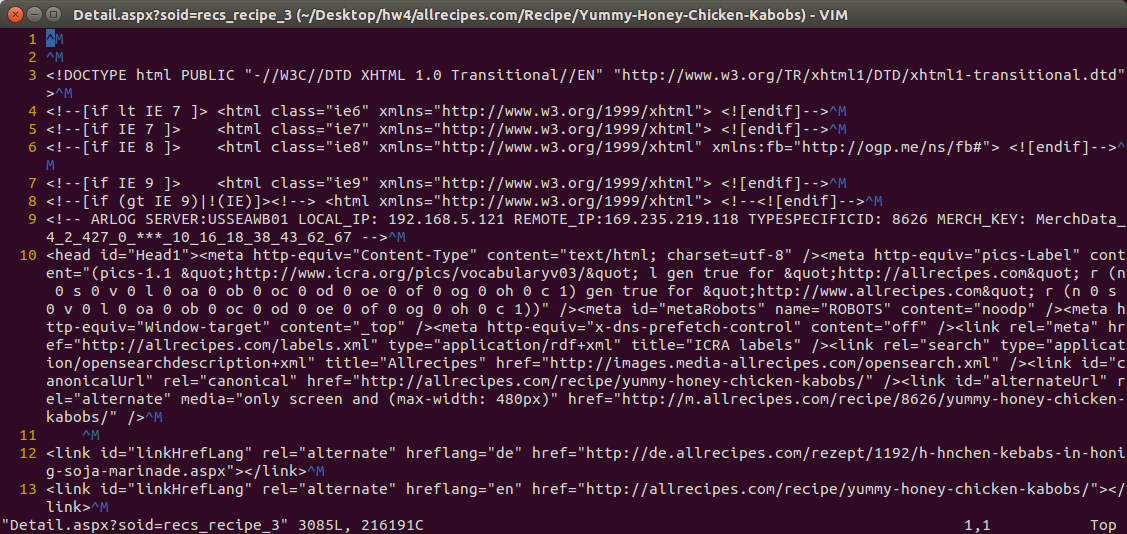 Detail.aspx?soid=recs_recipe_3 (~/Desktop/hw4/allrecipes.com/Recipe/Yummy-Honey-Chicken-Kabobs) - VIM
1 ^M
2 ^M
3 <!DOCTYPE html PUBLIC "-//W3C//DTD XHTML 1.0 Transitional//EN" "http://www.w3.org/TR/xhtml1/DTD/xhtml1-transitional.dtd"
>^M
4 <!--[if lt IE 7 ]> <html class="ie6" xmlns="http://www.w3.org/1999/xhtml"> <![endif]-->^M
5 <!--[if IE 7 ]>    <html class="ie7" xmlns="http://www.w3.org/1999/xhtml"> <![endif]-->^M
6 <!--[if IE 8 ]>    <html class="ie8" xmlns="http://www.w3.org/1999/xhtml" xmlns:fb="http://ogp.me/ns/fb#"> <![endif]-->^
M
7 <!--[if IE 9 ]>    <html class="ie9" xmlns="http://www.w3.org/1999/xhtml"> <![endif]-->^M
8 <!--[if (gt IE 9)|!(IE)]><!--> <html xmlns="http://www.w3.org/1999/xhtml"> <!--<![endif]-->^M
9 <!-- ARLOG SERVER:USSEAWB01 LOCAL_IP: 192.168.5.121 REMOTE_IP:169.235.219.118 TYPESPECIFICID: 8626 MERCH_KEY: MerchData_
4_2_427_0_***_10_16_18_38_43_62_67 -->^M
10 <head id="Head1"><meta http-equiv="Content-Type" content="text/html; charset=utf-8" /><meta http-equiv="pics-Label" cont
ent="(pics-1.1 &quot;http://www.icra.org/pics/vocabularyv03/&quot; l gen true for &quot;http://allrecipes.com&quot; r (n
 0 s 0 v 0 l 0 oa 0 ob 0 oc 0 od 0 oe 0 of 0 og 0 oh 0 c 1) gen true for &quot;http://www.allrecipes.com&quot; r (n 0 s
0 v 0 l 0 oa 0 ob 0 oc 0 od 0 oe 0 of 0 og 0 oh 0 c 1))" /><meta id="metaRobots" name="ROBOTS" content="noodp" /><meta h
ttp-equiv="Window-target" content="_top" /><meta http-equiv="x-dns-prefetch-control" content="off" /><link rel="meta" hr
ef="http://allrecipes.com/labels.xml" type="application/rdf+xml" title="ICRA labels" /><link rel="search" type="applicat
ion/opensearchdescription+xml" title="Allrecipes" href="http://images.media-allrecipes.com/opensearch.xml" /><link id="c
anonicalUrl" rel="canonical" href="http://allrecipes.com/recipe/yummy-honey-chicken-kabobs/" /><link id="alternateUrl" r
el="alternate" media="only screen and (max-width: 480px)" href="http://m.allrecipes.com/recipe/8626/yummy-honey-chicken-
kabobs/" />^M
11     ^M
12 <link id="linkHrefLang" rel="alternate" hreflang="de" href="http://de.allrecipes.com/rezept/1192/h-hnchen-kebabs-in-honi
g-soja-marinade.aspx"></link>^M
13 <link id="linkHrefLang" rel="alternate" hreflang="en" href="http://allrecipes.com/recipe/yummy-honey-chicken-kabobs/"></
link>^M
"Detail.aspx?soid=recs_recipe_3" 3085L, 216191C 1,1 Top